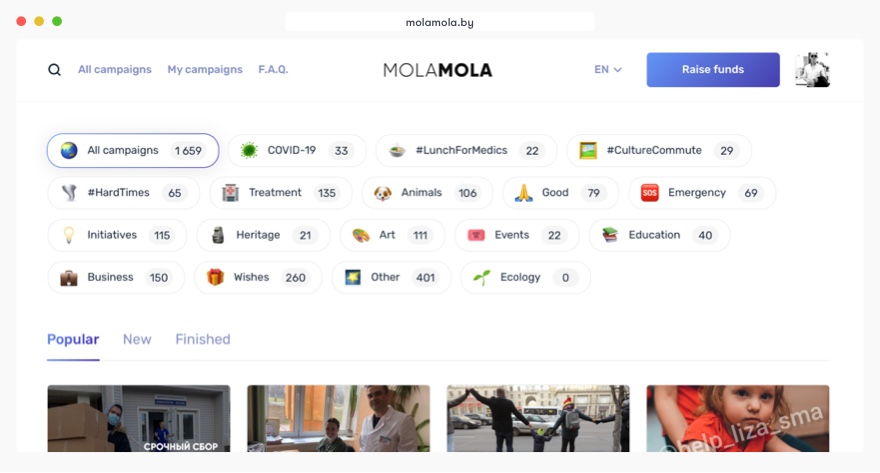 molamola.by
All campaigns My campaigns F.A.Q. MOLAMOLA EN Raise funds
All campaigns 1 659 COVID-19 33 #LunchForMedics 22 #CultureCommute 29
#HardTimes 65 Treatment 135 Animals 106 Good 79 SOS Emergency 69
Initiatives 115 Heritage 21 Art 111 Events 22 Education 40
Business 150 Wishes 260 Other 401 Ecology 0
Popular New Finished
СРОЧНЫЙ СБОР
@help_liza_sma